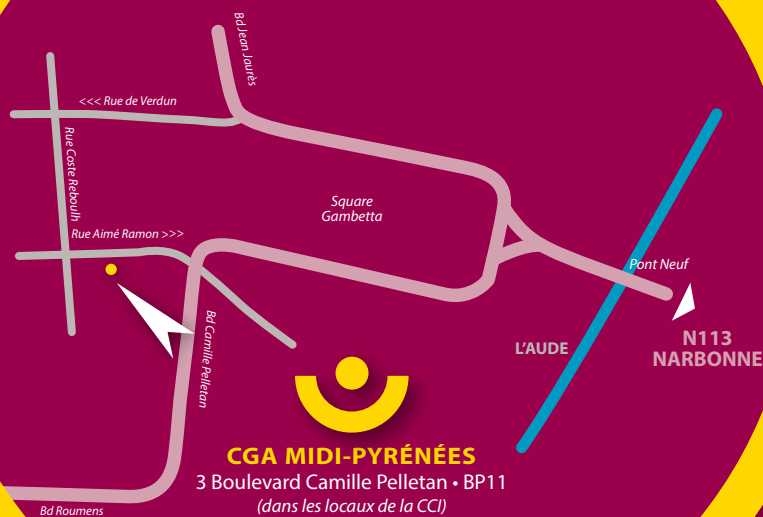 Bd Jean Jaurès
<<< Rue de Verdun
Rue Coste Reboulh
Square
Gambetta
Rue Aimé Ramon >>>
Pont Neuf
Bd Camille Pelletan
L'AUDE
N113
NARBONNE
CGA MIDI-PYRÉNÉES
3 Boulevard Camille Pelletan • BP11
(dans les locaux de la CCI)
Bd Roumens